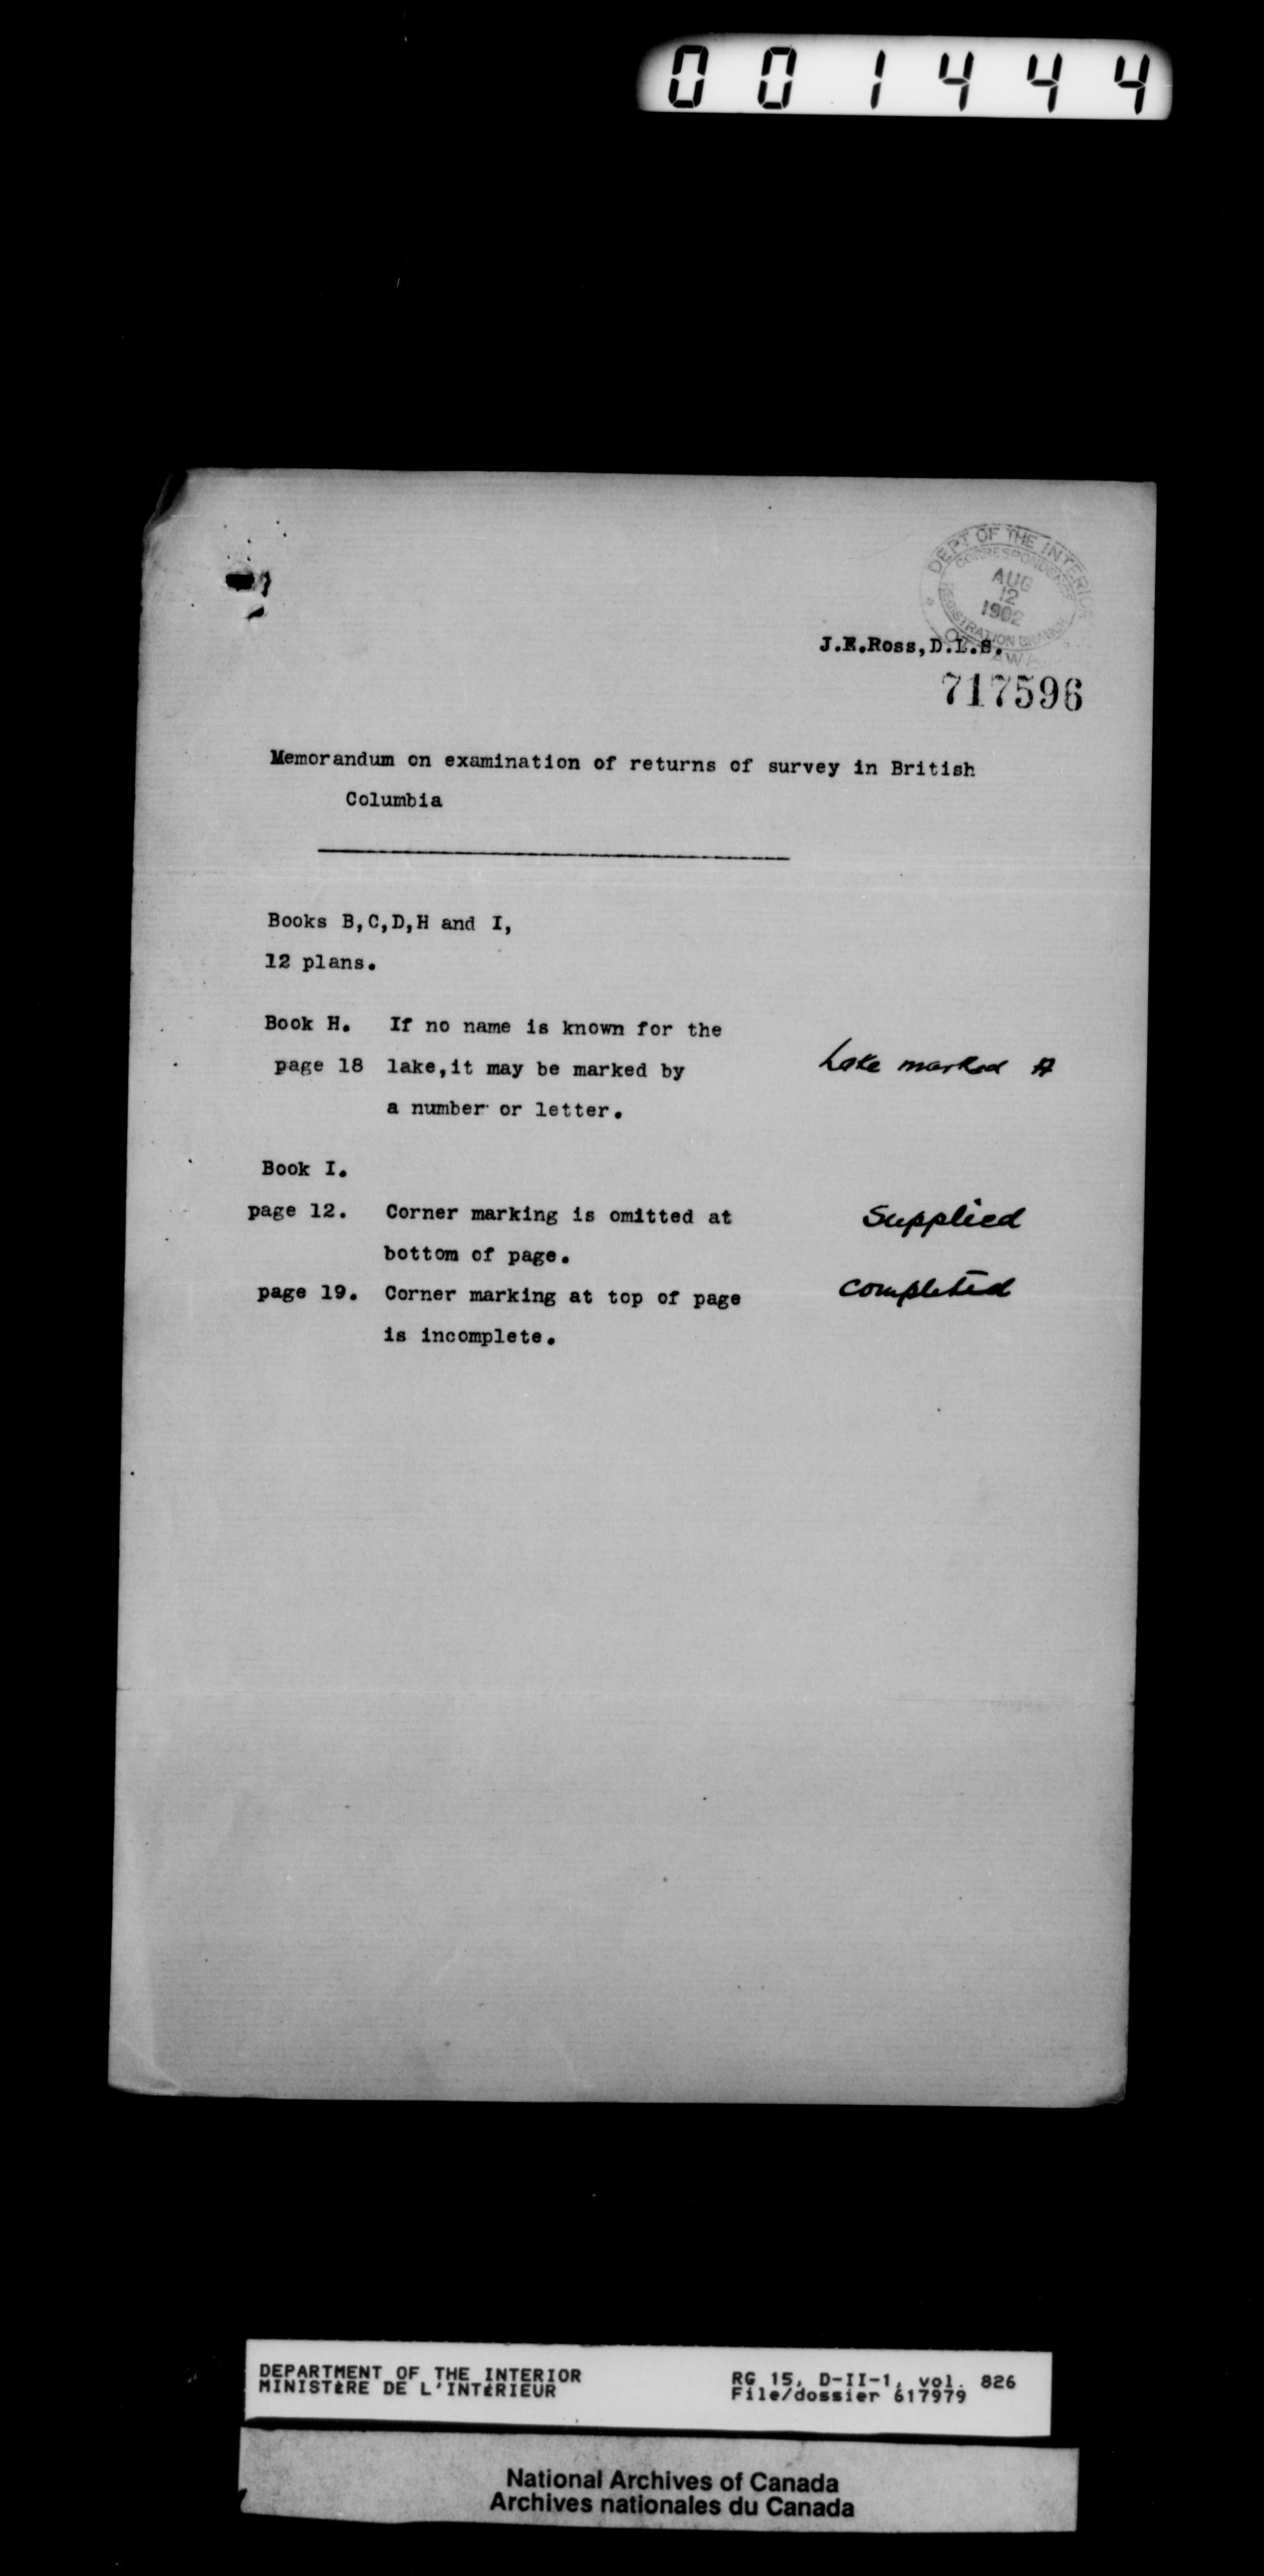 001444
DEPT OF THE INTERIOR
CORRESPONDENCE
AUG
12
1902
REGISTRATION BRANCH
OTTAWA
J.E.Ross,D.L.S.
717596
Memorandum on examination of returns of survey in British
Columbia
Books B,C,D,H and I,
12 plans.
Book H. If no name is known for the
page 18 lake,it may be marked by Lake marked A
a number or letter.
Book I.
page 12. Corner marking is omitted at Supplied
bottom of page.
page 19. Corner marking at top of page completed
is incomplete.
DEPARTMENT OF THE INTERIOR RG 15, D-II-1, vol. 826
MINISTÈRE DE L'INTÉRIEUR File/dossier 617979
National Archives of Canada
Archives nationales du Canada